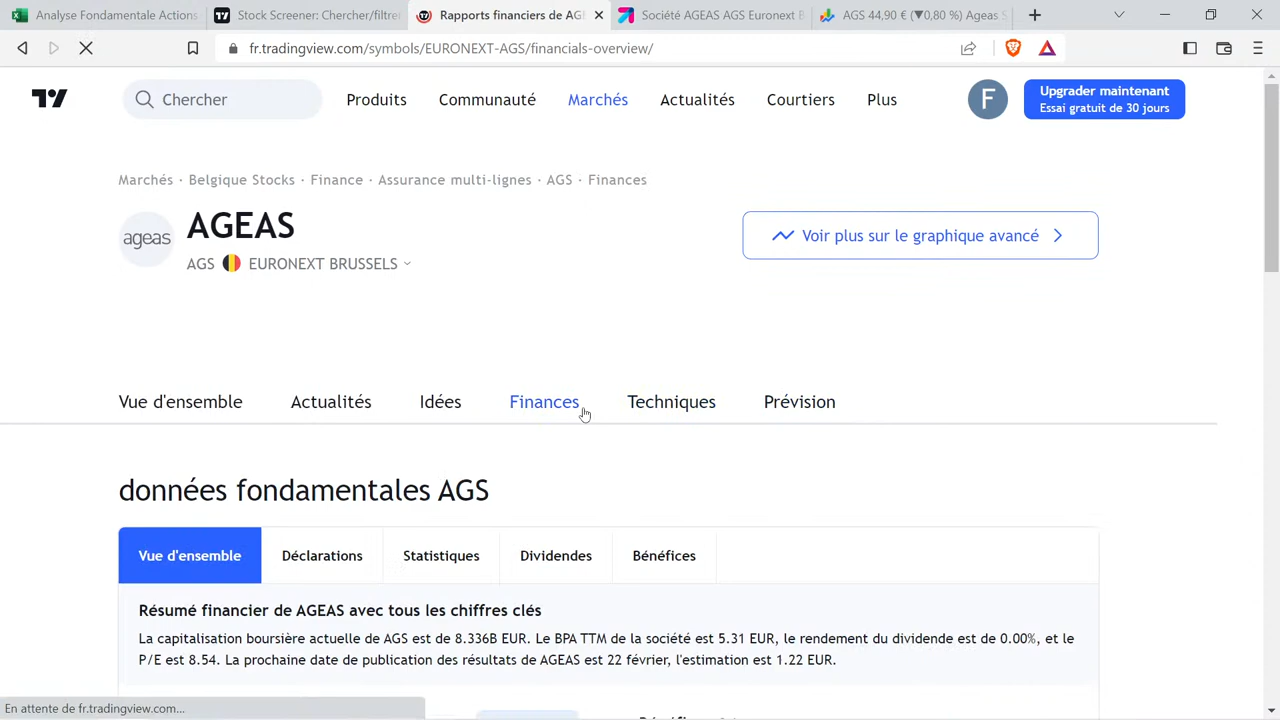 Analyse Fondamentale Actions
Stock Screener: Chercher/filtrer
Rapports financiers de AGE
Société AEGAS AGS Euronext B
AGS 44,90 € (▼0,80 %) Ageas S
fr.tradingview.com/symbols/EURONEXT-AGS/financials-overview/
Chercher
Produits
Communauté
Marchés
Actualités
Courtiers
Plus
F
Upgrader maintenant
Essai gratuit de 30 jours
Marchés · Belgique Stocks · Finance · Assurance multi-lignes · AGS · Finances
ageas
AGEAS
AGS EURONEXT BRUSSELS
Voir plus sur le graphique avancé
Vue d'ensemble
Actualités
Idées
Finances
Techniques
Prévision
données fondamentales AGS
Vue d'ensemble
Déclarations
Statistiques
Dividendes
Bénéfices
Résumé financier de AGEAS avec tous les chiffres clés
La capitalisation boursière actuelle de AGS est de 8.336B EUR. Le BPA TTM de la société est 5.31 EUR, le rendement du dividende est de 0.00%, et le
P/E est 8.54. La prochaine date de publication des résultats de AGEAS est 22 février, l'estimation est 1.22 EUR.
En attente de fr.tradingview.com...